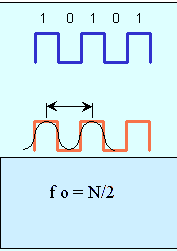 1 0 1 0 1
f o = N/2